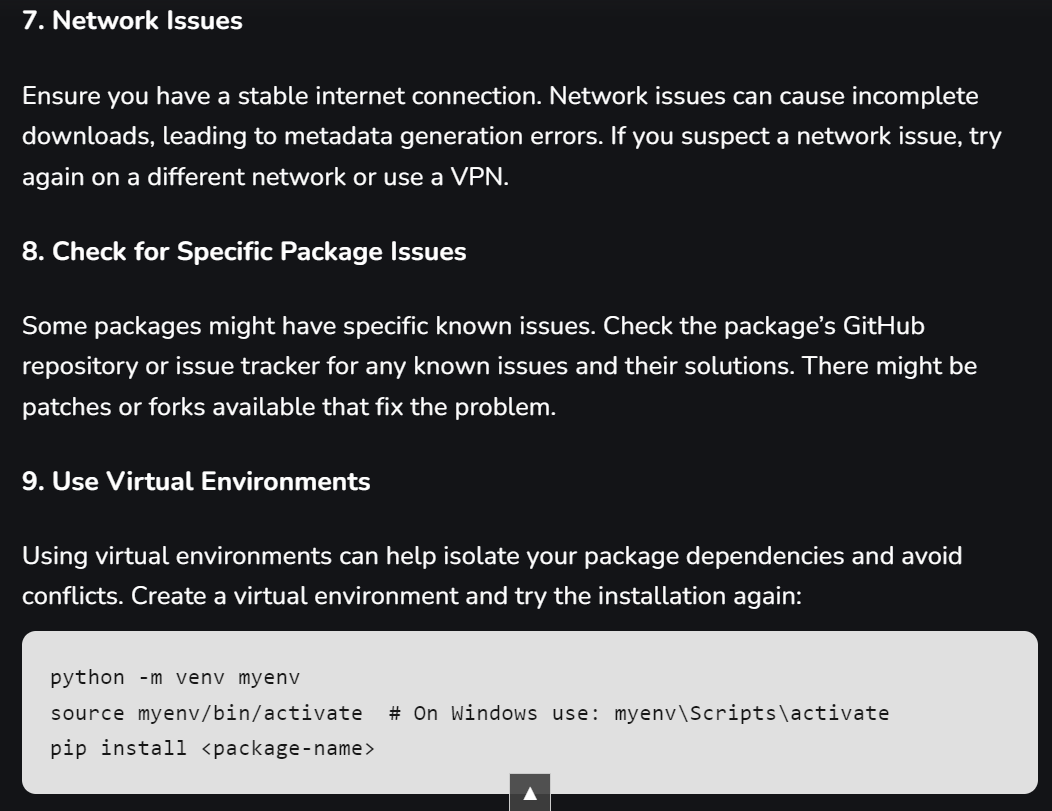 7. Network Issues
Ensure you have a stable internet connection. Network issues can cause incomplete
downloads, leading to metadata generation errors. If you suspect a network issue, try
again on a different network or use a VPN.
8. Check for Specific Package Issues
Some packages might have specific known issues. Check the package’s GitHub
repository or issue tracker for any known issues and their solutions. There might be
patches or forks available that fix the problem.
9. Use Virtual Environments
Using virtual environments can help isolate your package dependencies and avoid
conflicts. Create a virtual environment and try the installation again:
python -m venv myenv
source myenv/bin/activate  # On Windows use: myenv\Scripts\activate
pip install <package-name>